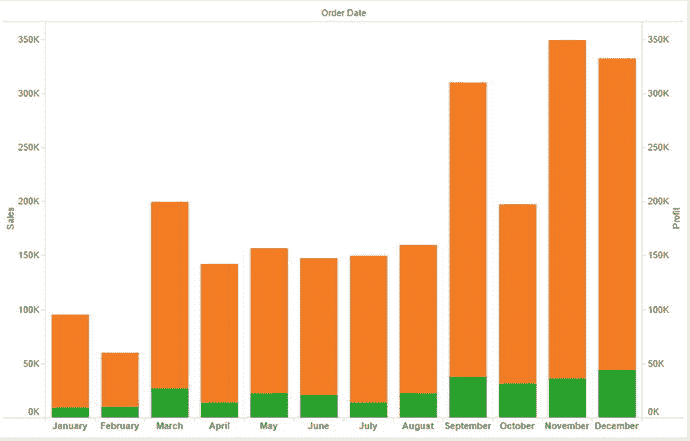 Order Date
350K
300K
250K
200K
150K
100K
50K
0K
Sales
350K
300K
250K
200K
150K
100K
50K
0K
Profit
January February March April May June July August September October November December